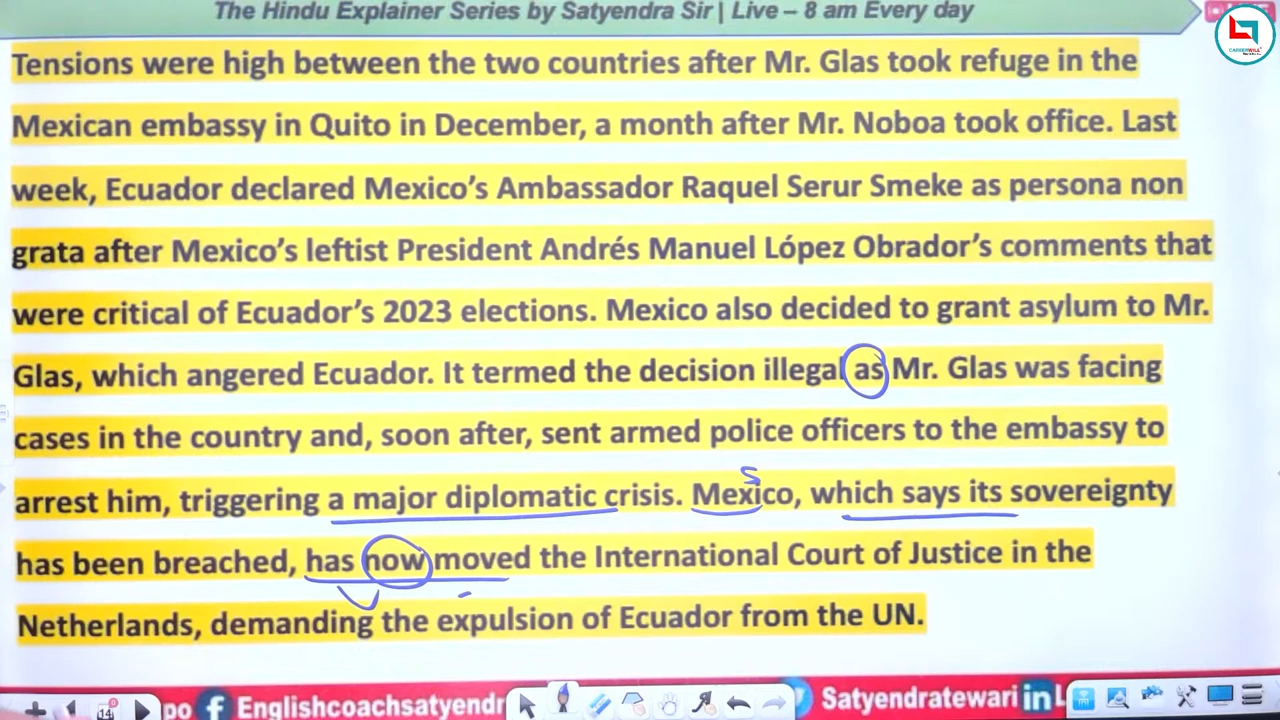 The Hindu Explainer Series by Satyendra Sir | Live – 8 am Every day
CAREERWILL
Tensions were high between the two countries after Mr. Glas took refuge in the
Mexican embassy in Quito in December, a month after Mr. Noboa took office. Last
week, Ecuador declared Mexico’s Ambassador Raquel Serur Smeke as persona non
grata after Mexico’s leftist President Andrés Manuel López Obrador’s comments that
were critical of Ecuador’s 2023 elections. Mexico also decided to grant asylum to Mr.
Glas, which angered Ecuador. It termed the decision illegal as Mr. Glas was facing
cases in the country and, soon after, sent armed police officers to the embassy to
arrest him, triggering a major diplomatic crisis. Mexico, which says its sovereignty
S
has been breached, has now moved the International Court of Justice in the
Netherlands, demanding the expulsion of Ecuador from the UN.
14 po f Englishcoachsatyendr Satyendratewari in L